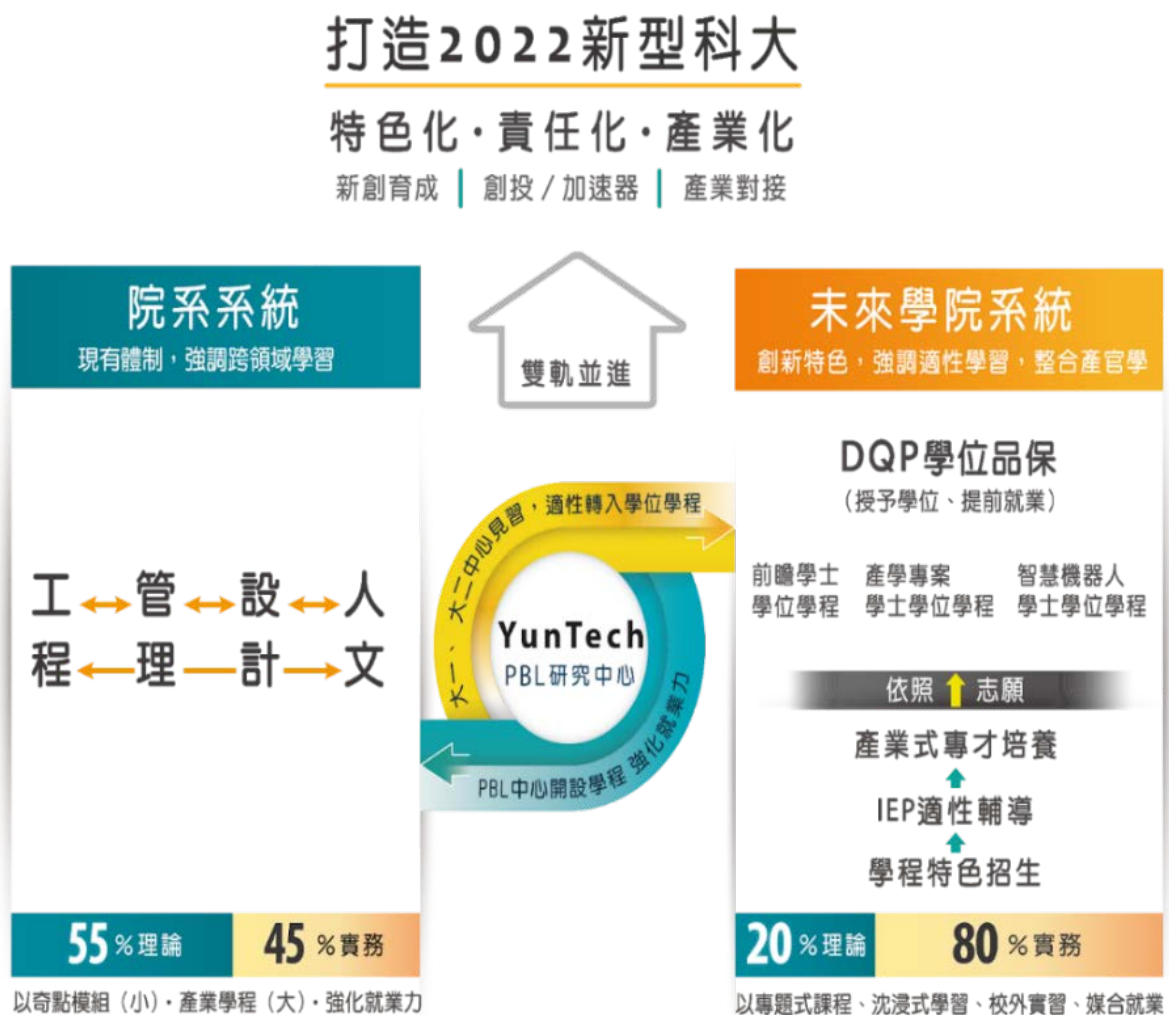 打造2022新型科大
特色化・責任化・產業化
新創育成 | 創投/加速器 | 產業對接
院系系統
現有體制，強調跨領域學習
工 管 設 人
程 理 計 文
55%理論 45%實務
以奇點模組（小）・產業學程（大）・強化就業力
雙軌並進
大一、大二中心見習，適性轉入學位學程
YunTech
PBL研究中心
PBL中心開設學程 強化就業力
未來學院系統
創新特色，強調適性學習，整合產官學
DQP學位品保
（授予學位、提前就業）
前瞻學士 產學專案 智慧機器人
學位學程 學士學位學程 學士學位學程
依照 志願
產業式專才培養
IEP適性輔導
學程特色招生
20%理論 80%實務
以專題式課程、沈浸式學習、校外實習、媒合就業